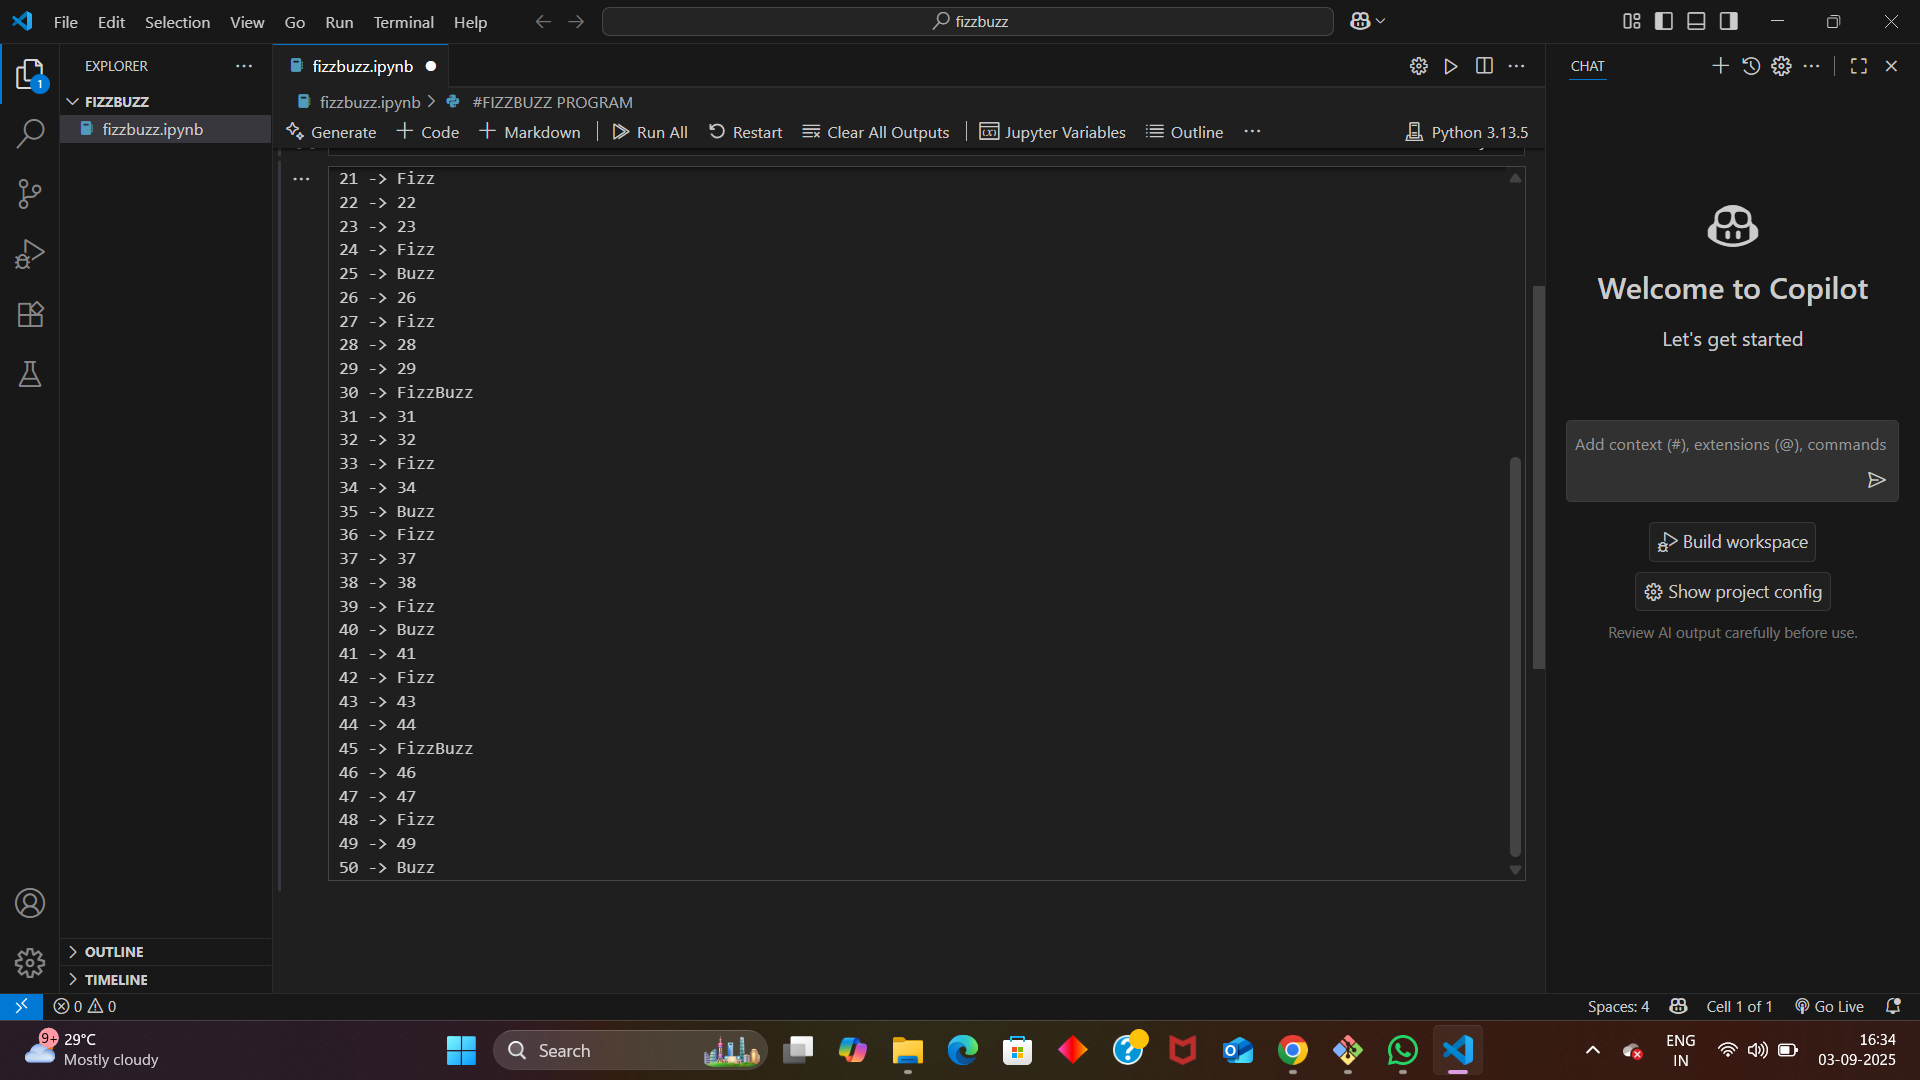 File Edit Selection View Go Run Terminal Help
fizzbuzz
EXPLORER
1
FIZZBUZZ
fizzbuzz.ipynb
OUTLINE
TIMELINE
fizzbuzz.ipynb
fizzbuzz.ipynb > #FIZZBUZZ PROGRAM
Generate + Code + Markdown | Run All Restart Clear All Outputs | Jupyter Variables Outline ... Python 3.13.5
21 -> Fizz
22 -> 22
23 -> 23
24 -> Fizz
25 -> Buzz
26 -> 26
27 -> Fizz
28 -> 28
29 -> 29
30 -> FizzBuzz
31 -> 31
32 -> 32
33 -> Fizz
34 -> 34
35 -> Buzz
36 -> Fizz
37 -> 37
38 -> 38
39 -> Fizz
40 -> Buzz
41 -> 41
42 -> Fizz
43 -> 43
44 -> 44
45 -> FizzBuzz
46 -> 46
47 -> 47
48 -> Fizz
49 -> 49
50 -> Buzz
CHAT
Welcome to Copilot
Let's get started
Add context (#), extensions (@), commands
Build workspace
Show project config
Review AI output carefully before use.
0 0
Spaces: 4 Cell 1 of 1 Go Live
9+
29°C
Mostly cloudy
Search
ENG
IN
16:34
03-09-2025